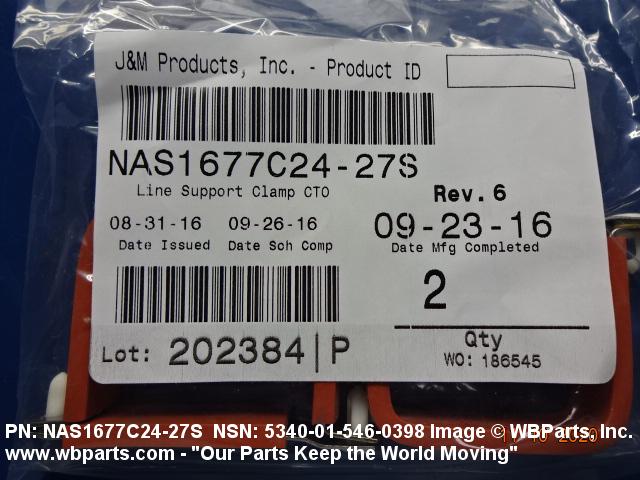 J&M Products, Inc. - Product ID
NAS1677C24-27S
Line Support Clamp CTO
Rev. 6
08-31-16 09-26-16 09-23-16
Date Issued Date Sch Comp Date Mfg Completed
2
Qty
Lot: 202384|P
WO: 186545
PN: NAS1677C24-27S NSN: 5340-01-546-0398 Image © WBParts, Inc.
www.wbparts.com - "Our Parts Keep the World Moving"